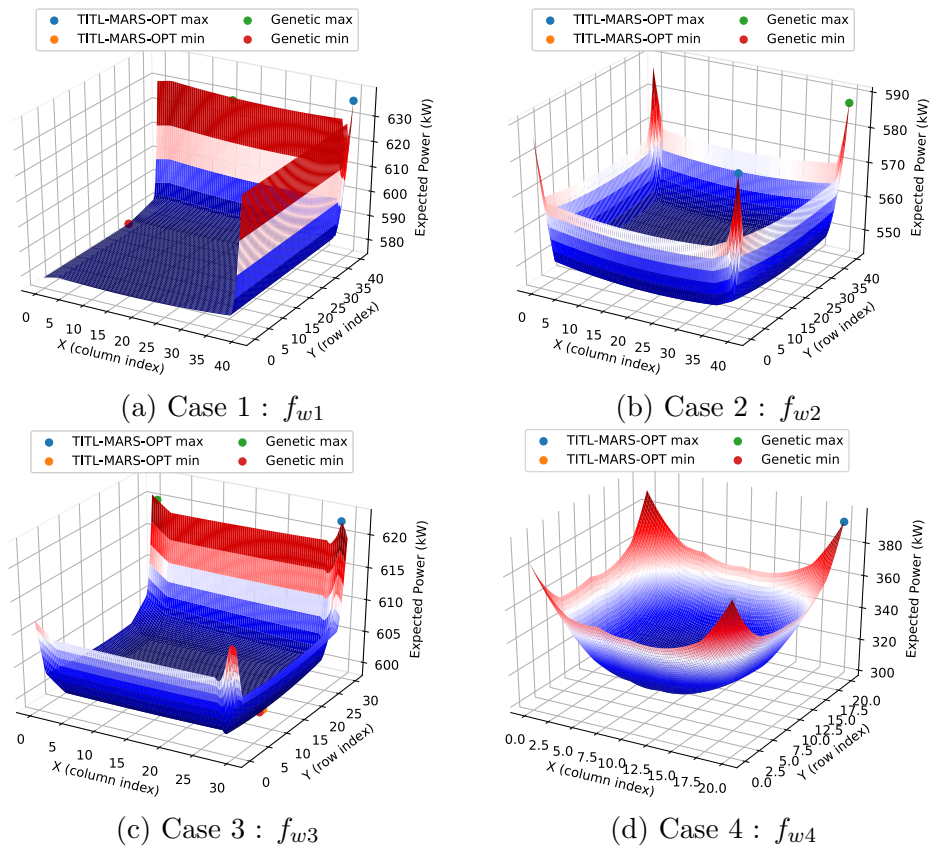 TITL-MARS-OPT max
Genetic max
TITL-MARS-OPT min
Genetic min
630
620
610
600
590
580
Expected Power (kW)
0 5 10 15 20 25 30 35 40
X (column index)
0 5 10 15 20 25 30 35 40
Y (row index)
(a) Case 1 : f_{w1}
TITL-MARS-OPT max
Genetic max
TITL-MARS-OPT min
Genetic min
590
580
570
560
550
Expected Power (kW)
0 5 10 15 20 25 30 35 40
X (column index)
0 5 10 15 20 25 30 35 40
Y (row index)
(b) Case 2 : f_{w2}
TITL-MARS-OPT max
Genetic max
TITL-MARS-OPT min
Genetic min
620
615
610
605
600
Expected Power (kW)
0 5 10 15 20 25 30
X (column index)
0 5 10 15 20 25 30
Y (row index)
(c) Case 3 : f_{w3}
TITL-MARS-OPT max
Genetic max
TITL-MARS-OPT min
Genetic min
380
360
340
320
300
Expected Power (kW)
0.0 2.5 5.0 7.5 10.0 12.5 15.0 17.5 20.0
X (column index)
0.0 2.5 5.0 7.5 10.0 12.5 15.0 17.5 20.0
Y (row index)
(d) Case 4 : f_{w4}